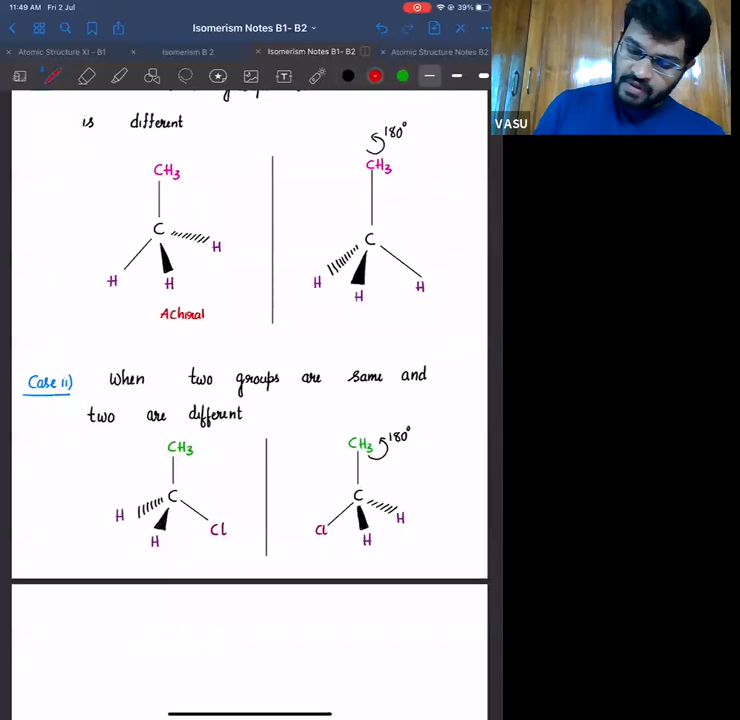 11:49 AM Fri 2 Jul
39%
Isomerism Notes B1- B2
Atomic Structure XI - B1
Isomerism B 2
Isomerism Notes B1- B2
Atomic Structure Notes B2
VASU
is different
180°
CH3
CH3
C
H
C
H
H
H
H
H
Achiral
Case ii) When two groups are same and
two are different
CH3
CH3
180°
C
H
Cl
H
C
Cl
H
H